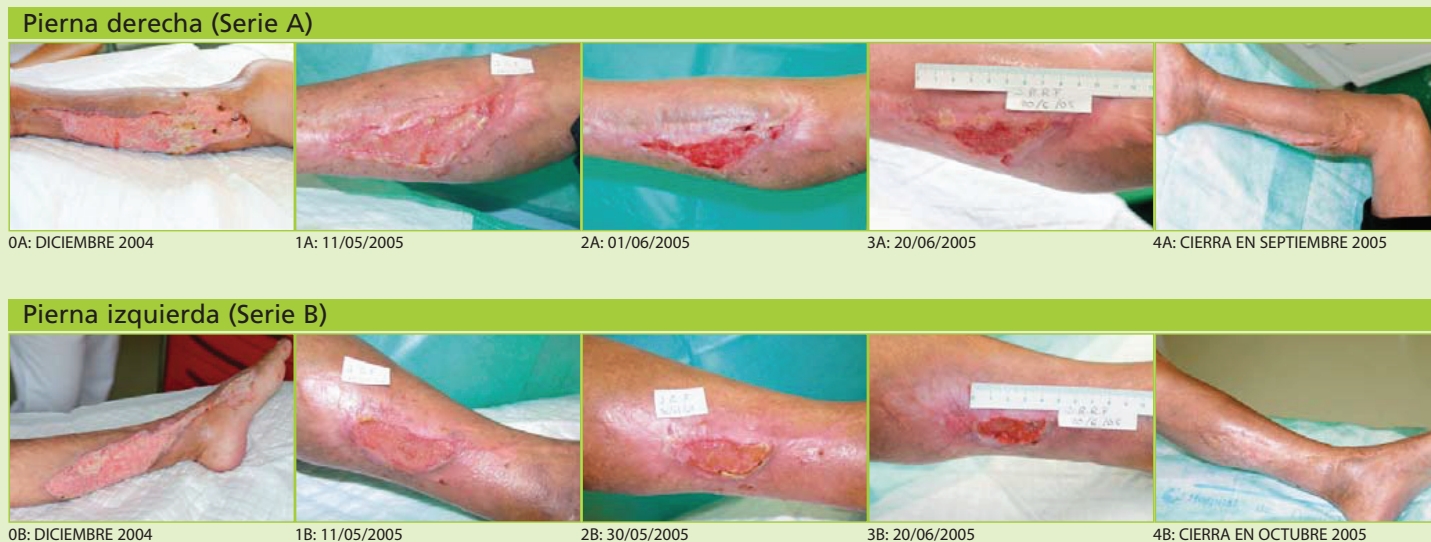 Pierna derecha (Serie A)
0A: DICIEMBRE 2004
1A: 11/05/2005
2A: 01/06/2005
3A: 20/06/2005
4A: CIERRA EN SEPTIEMBRE 2005
Pierna izquierda (Serie B)
0B: DICIEMBRE 2004
1B: 11/05/2005
2B: 30/05/2005
3B: 20/06/2005
4B: CIERRA EN OCTUBRE 2005